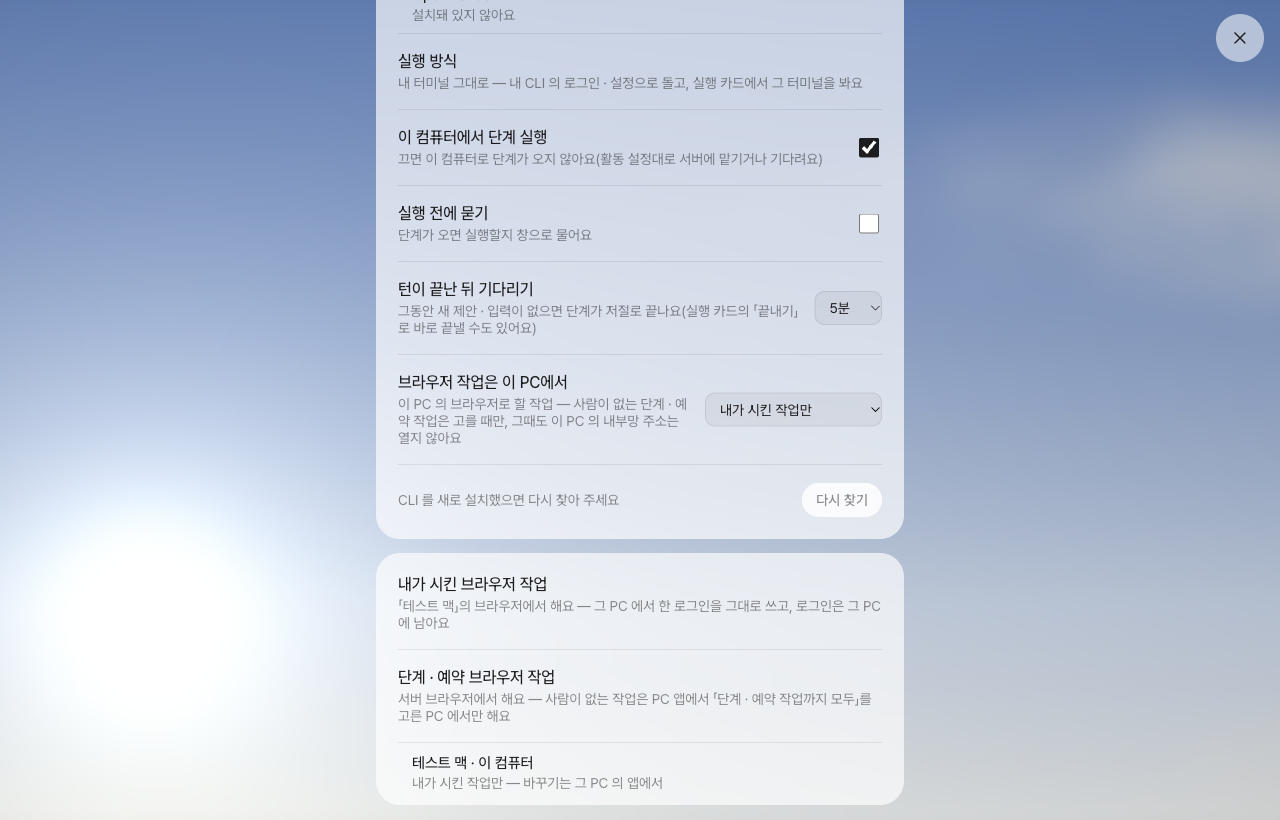 설치돼 있지 않아요
실행 방식
내 터미널 그대로 — 내 CLI 의 로그인 · 설정으로 돌고, 실행 카드에서 그 터미널을 봐요
이 컴퓨터에서 단계 실행
끄면 이 컴퓨터로 단계가 오지 않아요(활동 설정대로 서버에 맡기거나 기다려요)
실행 전에 묻기
단계가 오면 실행할지 창으로 물어요
턴이 끝난 뒤 기다리기
그동안 새 제안 · 입력이 없으면 단계가 저절로 끝나요(실행 카드의 「끝내기」
로 바로 끝낼 수도 있어요)
5분
브라우저 작업은 이 PC에서
이 PC 의 브라우저로 할 작업 — 사람이 없는 단계 · 예
약 작업은 고를 때만, 그때도 이 PC 의 내부망 주소는
열지 않아요
내가 시킨 작업만
CLI 를 새로 설치했으면 다시 찾아 주세요
다시 찾기
내가 시킨 브라우저 작업
「테스트 맥」의 브라우저에서 해요 — 그 PC 에서 한 로그인을 그대로 쓰고, 로그인은 그 PC
에 남아요
단계 · 예약 브라우저 작업
서버 브라우저에서 해요 — 사람이 없는 작업은 PC 앱에서 「단계 · 예약 작업까지 모두」를
고른 PC 에서만 해요
테스트 맥 · 이 컴퓨터
내가 시킨 작업만 — 바꾸기는 그 PC 의 앱에서